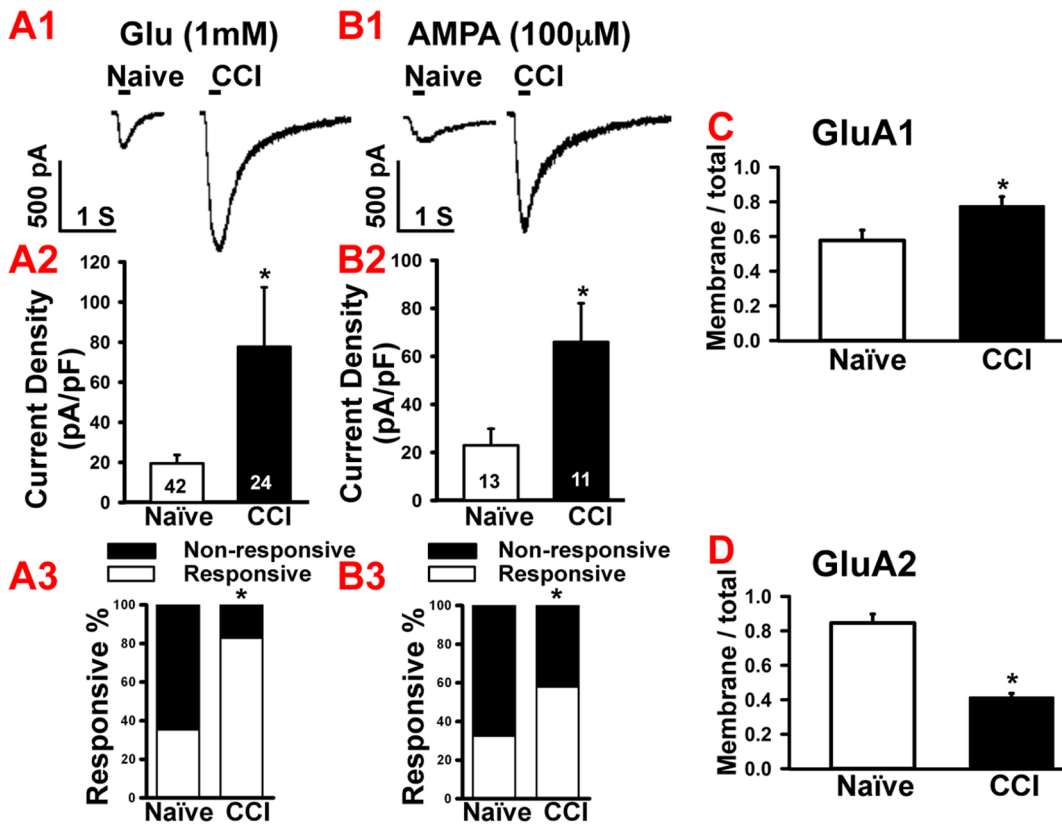 A1
Glu (1mM)
Naive
CCI
500 pA
1 S
B1
AMPA (100μM)
Naive
CCI
500 pA
1 S
A2
120
100
80
60
40
20
0
Current Density
(pA/pF)
*
42
24
Naïve
CCI
B2
100
80
60
40
20
0
Current Density
(pA/pF)
*
13
11
Naïve
CCI
A3
Non-responsive
Responsive
*
100
80
60
40
20
0
Responsive %
Naïve
CCI
B3
Non-responsive
Responsive
*
100
80
60
40
20
0
Responsive %
Naïve
CCI
C
GluA1
1.0
0.8
0.6
0.4
0.2
0.0
Membrane / total
*
Naïve
CCI
D
GluA2
1.0
0.8
0.6
0.4
0.2
0.0
Membrane / total
*
Naïve
CCI